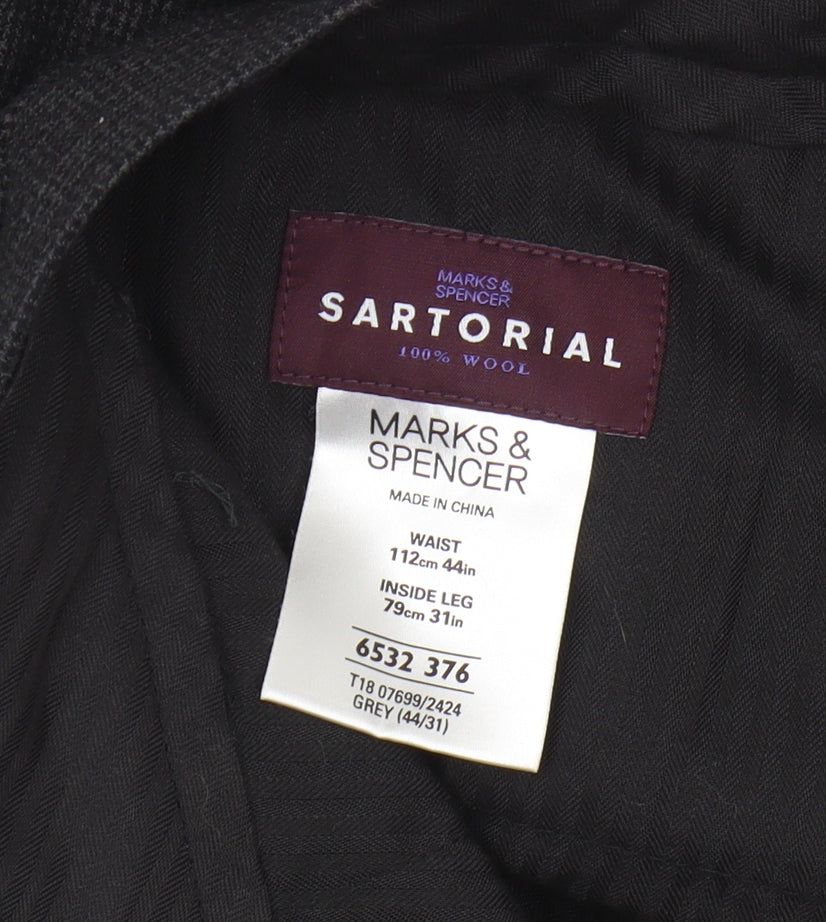 MARKS &
SPENCER
SARTORIAL
100% WOOL
MARKS &
SPENCER
MADE IN CHINA
WAIST
112cm 44in
INSIDE LEG
79cm 31in
6532 376
T18 07699/2424
GREY (44/31)